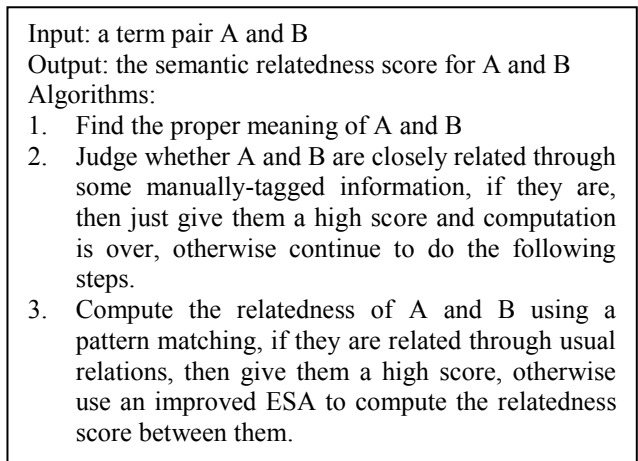 Input: a term pair A and B
Output: the semantic relatedness score for A and B
Algorithms:
1. Find the proper meaning of A and B
2. Judge whether A and B are closely related through
some manually-tagged information, if they are,
then just give them a high score and computation
is over, otherwise continue to do the following
steps.
3. Compute the relatedness of A and B using a
pattern matching, if they are related through usual
relations, then give them a high score, otherwise
use an improved ESA to compute the relatedness
score between them.